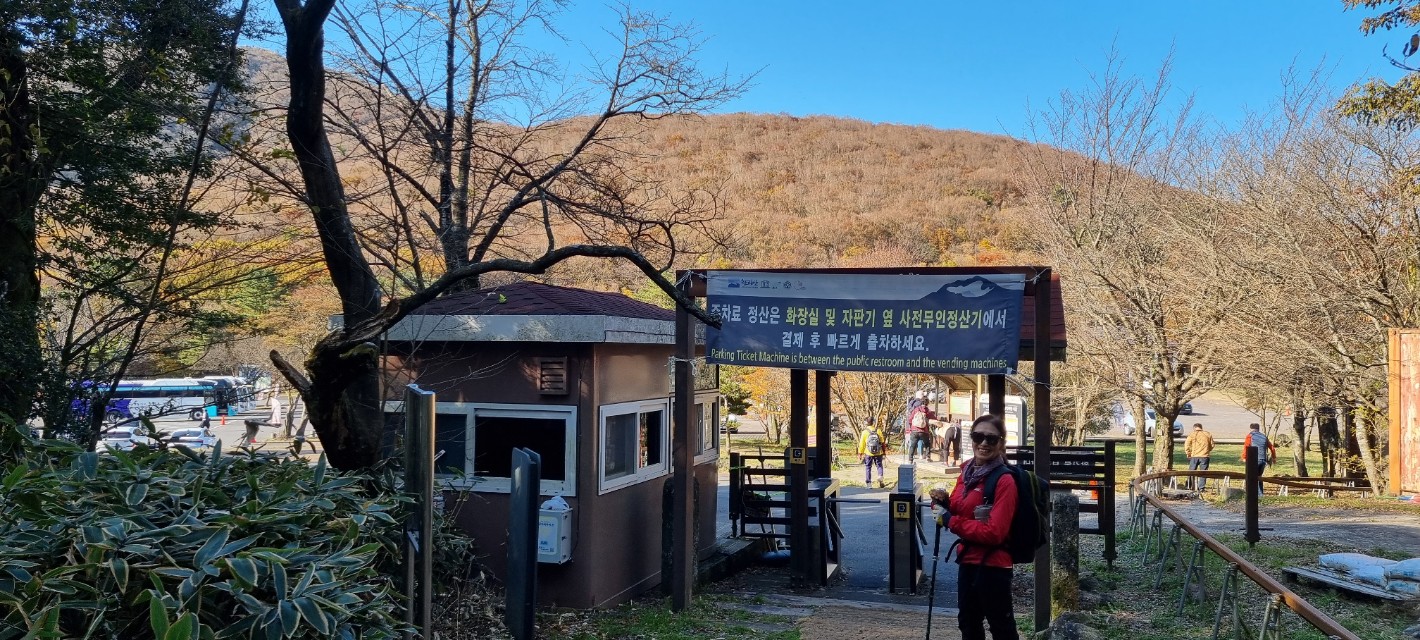 주차료 정산은 화장실 및 자판기 옆 사전무인정산기에서
결제 후 빠르게 출차하세요.
Parking Ticket Machine is between the public restroom and the vending machines